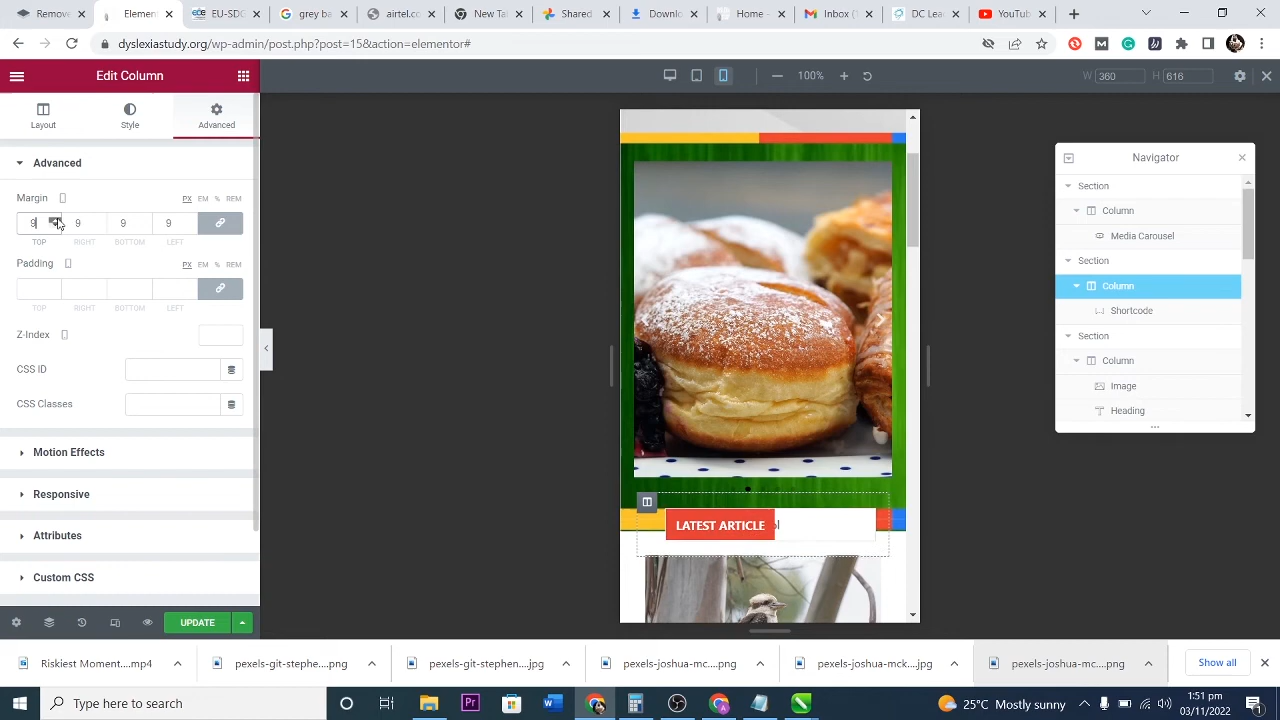 Remov
Basic
EU-SD
grey ba
airtel.co
New Tal
Shared
Downlo
Home -
Inbox (1
DC Lea
YouTub
dyslexiastudy.org/wp-admin/post.php?post=15&action=elementor#
Edit Column
100%
W 360 H 616
Layout
Style
Advanced
Advanced
Margin
PX EM % REM
9 9 9 9
TOP RIGHT BOTTOM LEFT
Padding
PX EM % REM
TOP RIGHT BOTTOM LEFT
Z-Index
CSS ID
CSS Classes
Motion Effects
Responsive
Attributes
Custom CSS
UPDATE
LATEST ARTICLE
Navigator
Section
Column
Media Carousel
Section
Column
Shortcode
Section
Column
Image
Heading
Riskiest Moment....mp4
pexels-git-stephe....png
pexels-git-stephen....jpg
pexels-joshua-mc....png
pexels-joshua-mck....jpg
pexels-joshua-mc....png
Show all
Type here to search
25°C Mostly sunny
1:51 pm
03/11/2022